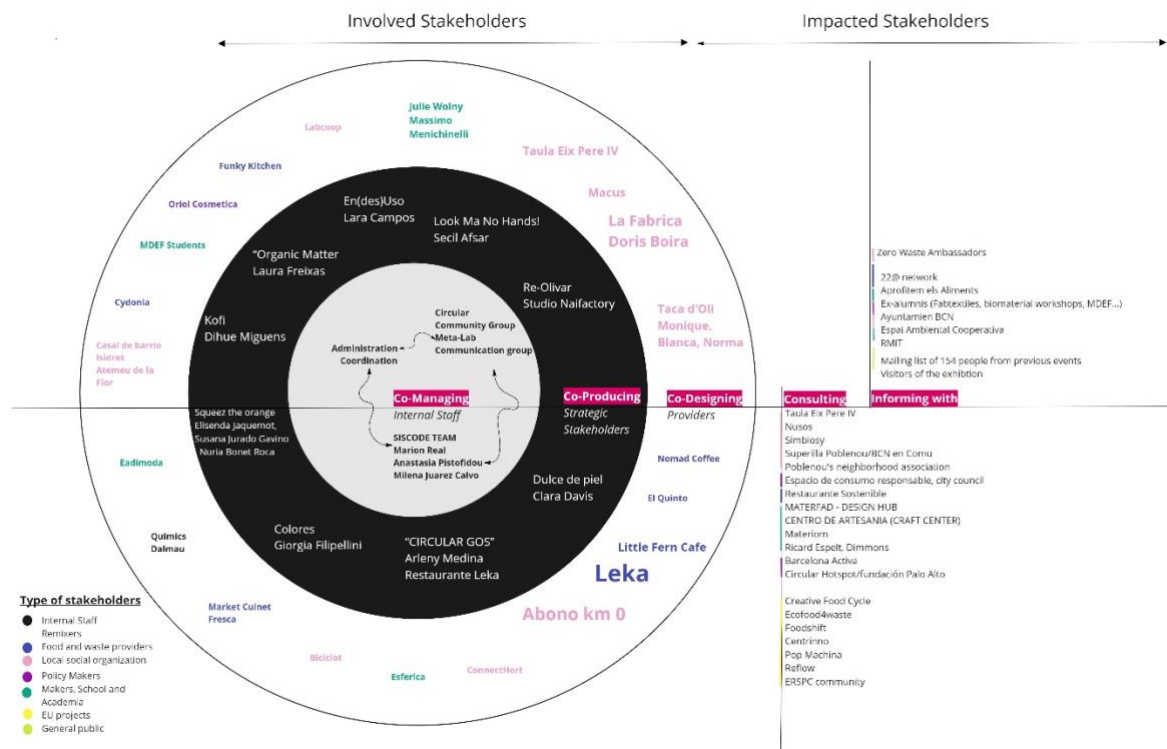 Involved Stakeholders
Impacted Stakeholders
Julie Wolny
Massimo
Menichinelli
Labcoop
Taula Eix Pere IV
Funky Kitchen
Macus
Oriol Cosmetica
La Fabrica
Doris Boira
MDEF Students
Cydonia
Taca d'Oli
Monique,
Blanca, Norma
Casal de barrio
Isidret
Atemeu de la
Flor
En(des)Uso
Lara Campos
Look Ma No Hands!
Secil Afsar
"Organic Matter
Laura Freixas
Re-Olivar
Studio Naifactory
Kofi
Dihue Miguens
Circular
Community Group
Meta-Lab
Communication group
Administration
Coordination
Co-Managing
Internal Staff
Co-Producing
Strategic
Stakeholders
Co-Designing
Providers
Consulting
Informing with
SISCODE TEAM
Marion Real
Anastasia Pistofidou
Milena Juarez Calvo
Squeez the orange
Elisenda Jaquemot,
Susana Jurado Gavino
Nuria Bonet Roca
Dulce de piel
Clara Davis
Colores
Giorgia Filipellini
"CIRCULAR GOS"
Arleny Medina
Restaurante Leka
Nomad Coffee
El Quinto
Little Fern Cafe
Leka
Abono km 0
ConnectHort
Esferica
Biciclot
Market Cuinet
Fresca
Quimics
Dalmau
Eadimoda
Zero Waste Ambassadors
22@ network
Aprofitem els Aliments
Ex-alumnis (Fabtextiles, biomaterial workshops, MDEF...)
Ayuntamien BCN
Espai Ambiental Cooperativa
RMIT
Mailing list of 154 people from previous events
Visitors of the exhibtion
Taula Eix Pere IV
Nusos
Simbiosy
Superilla Poblenou/BCN en Comu
Poblenou's neighborhood association
Espacio de consumo responsable, city council
Restaurante Sostenible
MATERFAD - DESIGN HUB
CENTRO DE ARTESANIA (CRAFT CENTER)
Materiom
Ricard Espelt, Dimmons
Barcelona Activa
Circular Hotspot/fundación Palo Alto
Creative Food Cycle
Ecofood4waste
Foodshift
Centrinno
Pop Machina
Reflow
ERSPC community
Type of stakeholders
Internal Staff
Remixers
Food and waste providers
Local social organization
Policy Makers
Makers, School and
Academia
EU projects
General public